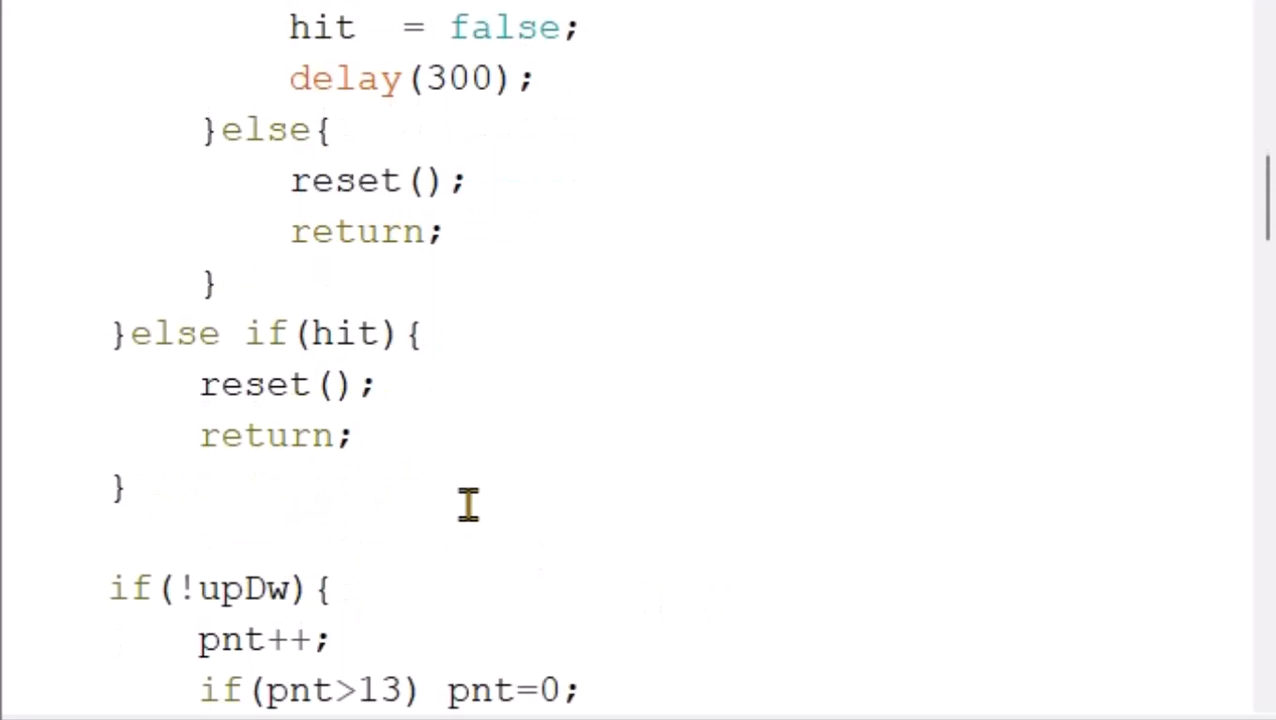 hit  = false;
delay(300);
}else{
reset();
return;
}
}else if(hit){
reset();
return;
}
if(!upDw){
pnt++;
if(pnt>13) pnt=0;